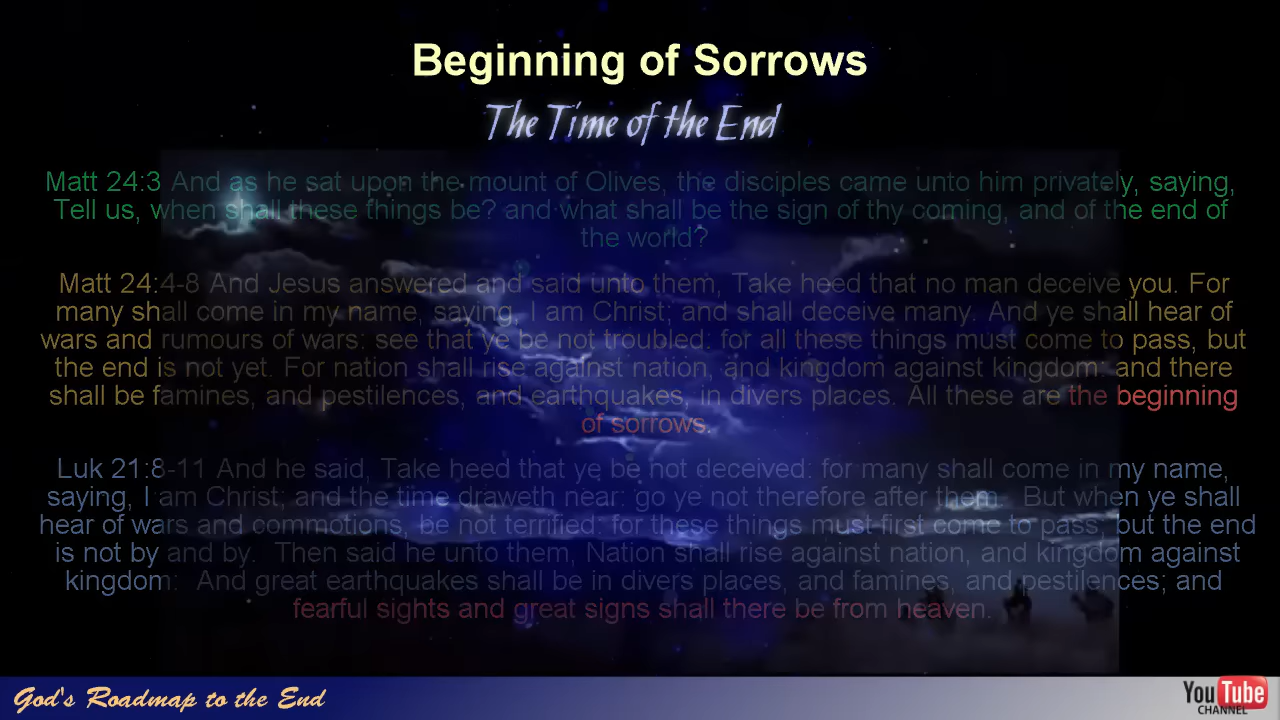 Beginning of Sorrows
The Time of the End
Matt 24:3 And as he sat upon the mount of Olives, the disciples came unto him privately, saying,
Tell us, when shall these things be? and what shall be the sign of thy coming, and of the end of
the world?
Matt 24:4-8 And Jesus answered and said unto them, Take heed that no man deceive you. For
many shall come in my name, saying, I am Christ; and shall deceive many. And ye shall hear of
wars and rumours of wars: see that ye be not troubled: for all these things must come to pass, but
the end is not yet. For nation shall rise against nation, and kingdom against kingdom: and there
shall be famines, and pestilences, and earthquakes, in divers places. All these are the beginning
of sorrows.
Luk 21:8-11 And he said, Take heed that ye be not deceived: for many shall come in my name,
saying, I am Christ; and the time draweth near: go ye not therefore after them. But when ye shall
hear of wars and commotions, be not terrified: for these things must first come to pass; but the end
is not by and by. Then said he unto them, Nation shall rise against nation, and kingdom against
kingdom: And great earthquakes shall be in divers places, and famines, and pestilences; and
fearful sights and great signs shall there be from heaven.
God's Roadmap to the End
YouTube
CHANNEL